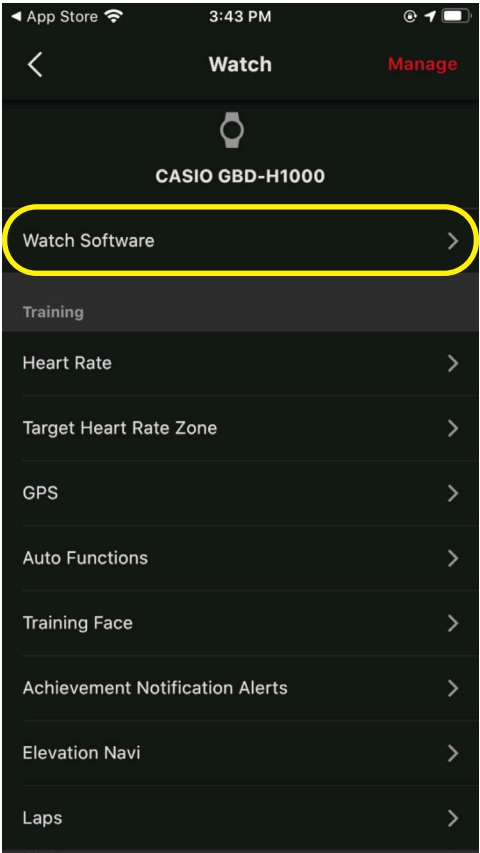 App Store 3:43 PM
Watch Manage
CASIO GBD-H1000
Watch Software
Training
Heart Rate
Target Heart Rate Zone
GPS
Auto Functions
Training Face
Achievement Notification Alerts
Elevation Navi
Laps